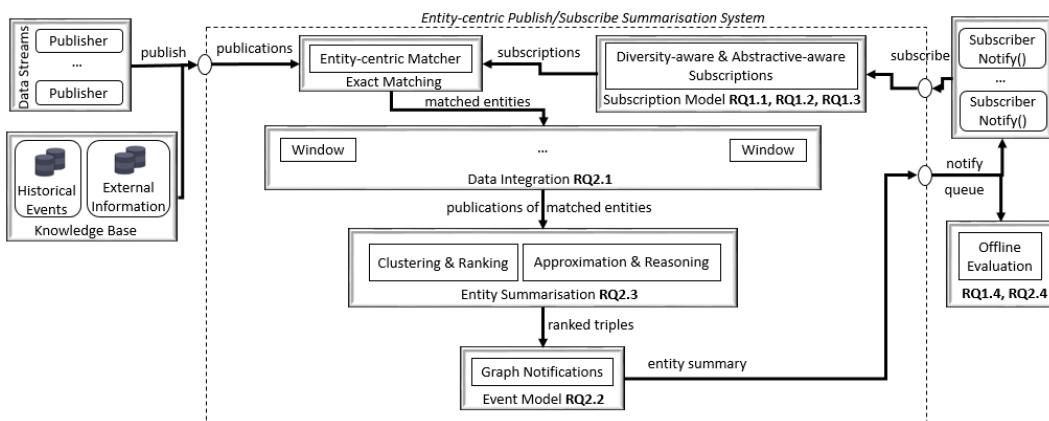 Entity-centric Publish/Subscribe Summarisation System
Data Streams
Publisher
...
Publisher
publish
publications
Entity-centric Matcher
Exact Matching
subscriptions
Diversity-aware & Abstractive-aware
Subscriptions
Subscription Model RQ1.1, RQ1.2, RQ1.3
subscribe
Subscriber
Notify()
...
Subscriber
Notify()
matched entities
Historical
Events
External
Information
Knowledge Base
Window
...
Window
Data Integration RQ2.1
notify
queue
publications of matched entities
Clustering & Ranking
Approximation & Reasoning
Entity Summarisation RQ2.3
Offline
Evaluation
RQ1.4, RQ2.4
ranked triples
Graph Notifications
Event Model RQ2.2
entity summary